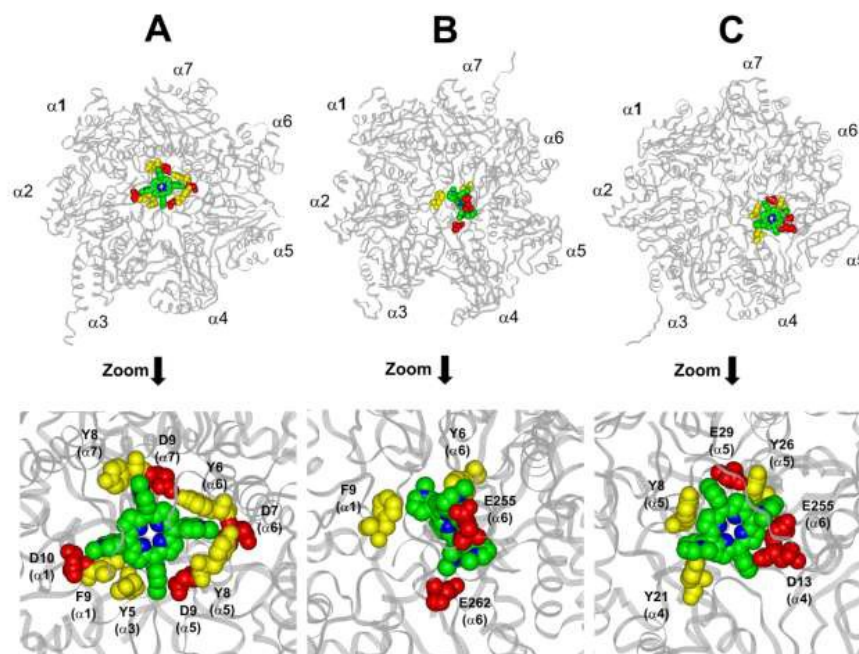 A
B
C
α7
α1
α6
α2
α5
α3
α4
α7
α1
α6
α2
α5
α3
α4
α7
α1
α6
α2
α5
α3
α4
Zoom
Zoom
Zoom
Y8
(α7)
D9
(α7)
Y6
(α6)
D7
(α6)
D10
(α1)
F9
(α1)
Y5
(α3)
D9
(α5)
Y8
(α5)
Y6
(α6)
F9
(α1)
E255
(α6)
E262
(α6)
E29
(α5)
Y26
(α5)
Y8
(α5)
E255
(α6)
D13
(α4)
Y21
(α4)